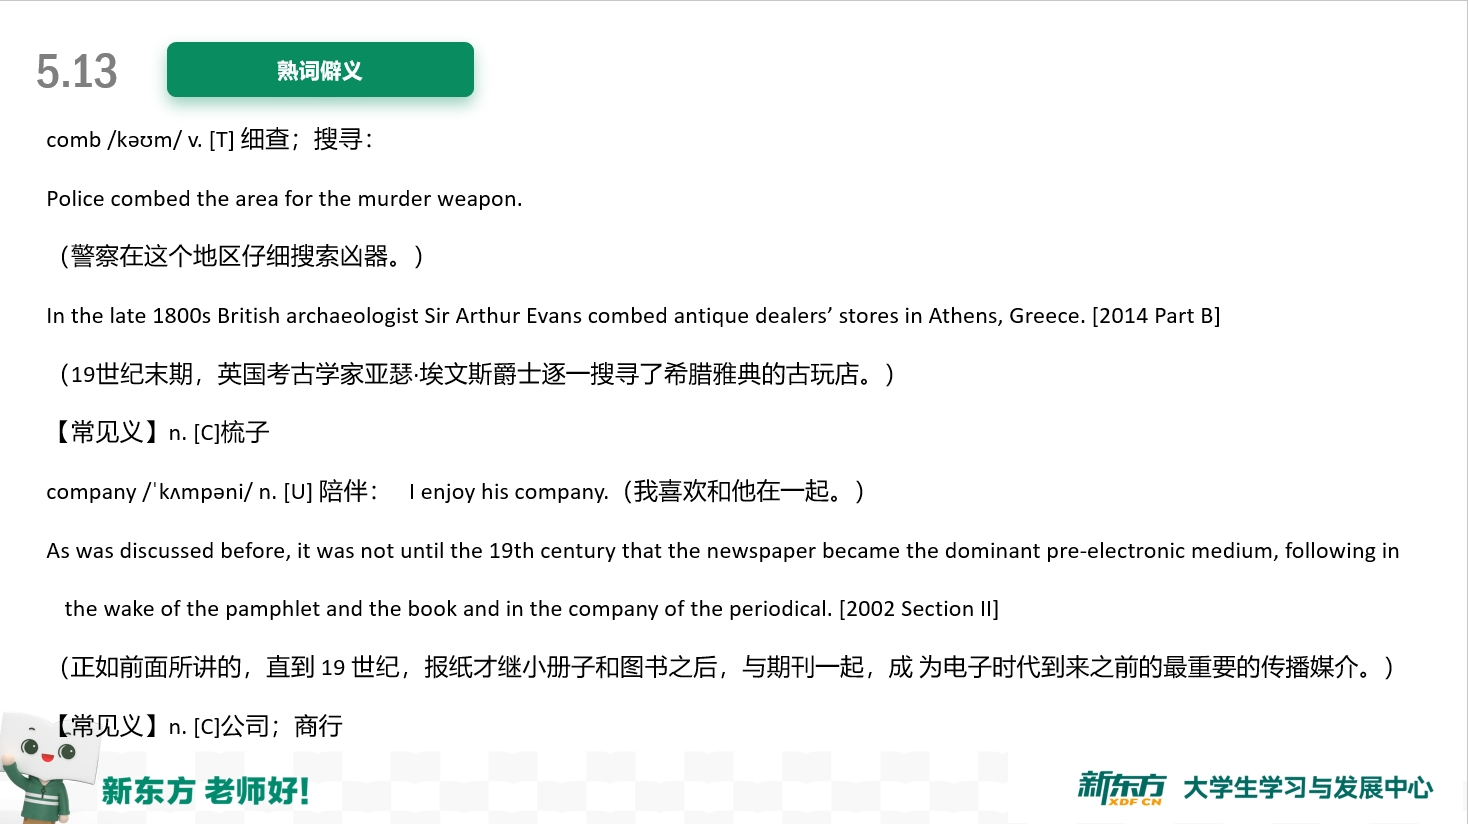 5.13
熟词僻义
comb /kəʊm/ v. [T] 细查；搜寻：
Police combed the area for the murder weapon.
（警察在这个地区仔细搜索凶器。）
In the late 1800s British archaeologist Sir Arthur Evans combed antique dealers’ stores in Athens, Greece. [2014 Part B]
（19世纪末期，英国考古学家亚瑟·埃文斯爵士逐一搜寻了希腊雅典的古玩店。）
【常见义】n. [C]梳子
company /ˈkʌmpəni/ n. [U] 陪伴： I enjoy his company.（我喜欢和他在一起。）
As was discussed before, it was not until the 19th century that the newspaper became the dominant pre-electronic medium, following in
the wake of the pamphlet and the book and in the company of the periodical. [2002 Section II]
（正如前面所讲的，直到 19 世纪，报纸才继小册子和图书之后，与期刊一起，成 为电子时代到来之前的最重要的传播媒介。）
【常见义】n. [C]公司；商行
新东方 老师好!
新东方 XDF.CN 大学生学习与发展中心